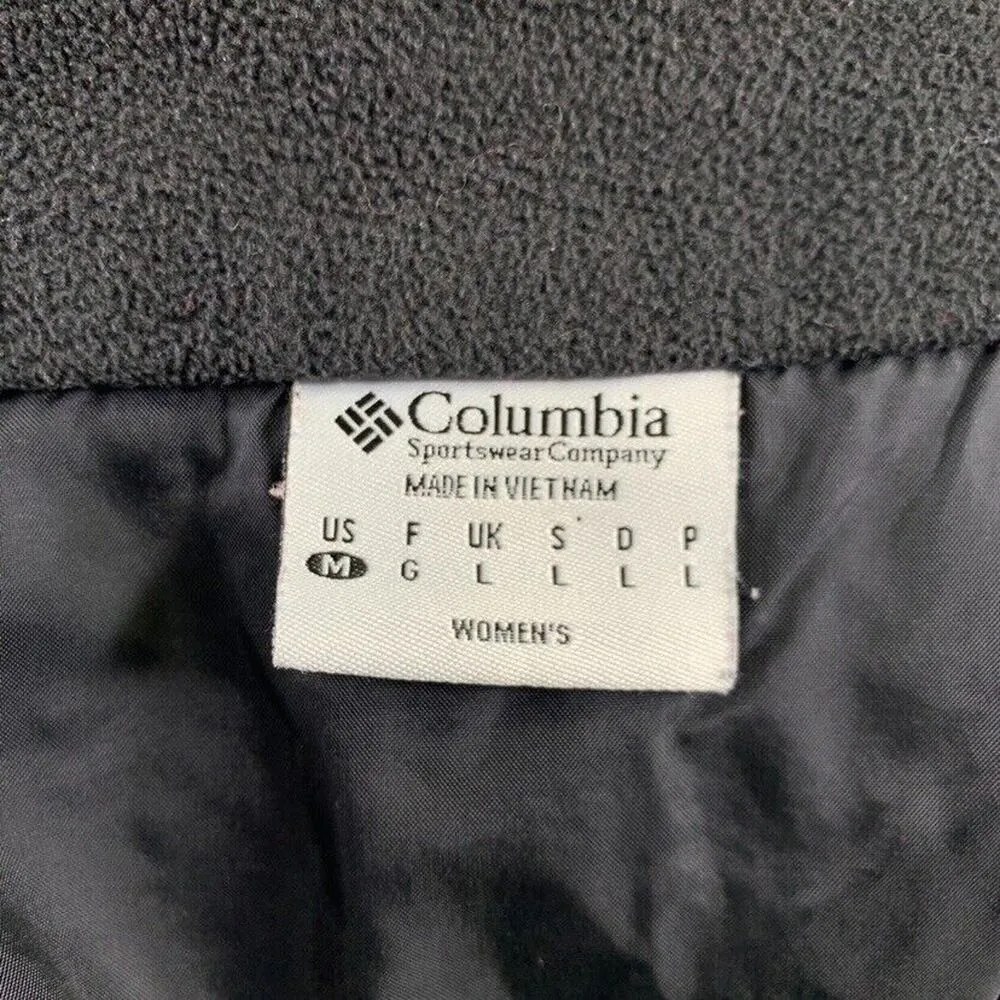 Columbia
Sportswear Company
MADE IN VIETNAM
US F UK S D P
M G L L L L
WOMEN'S